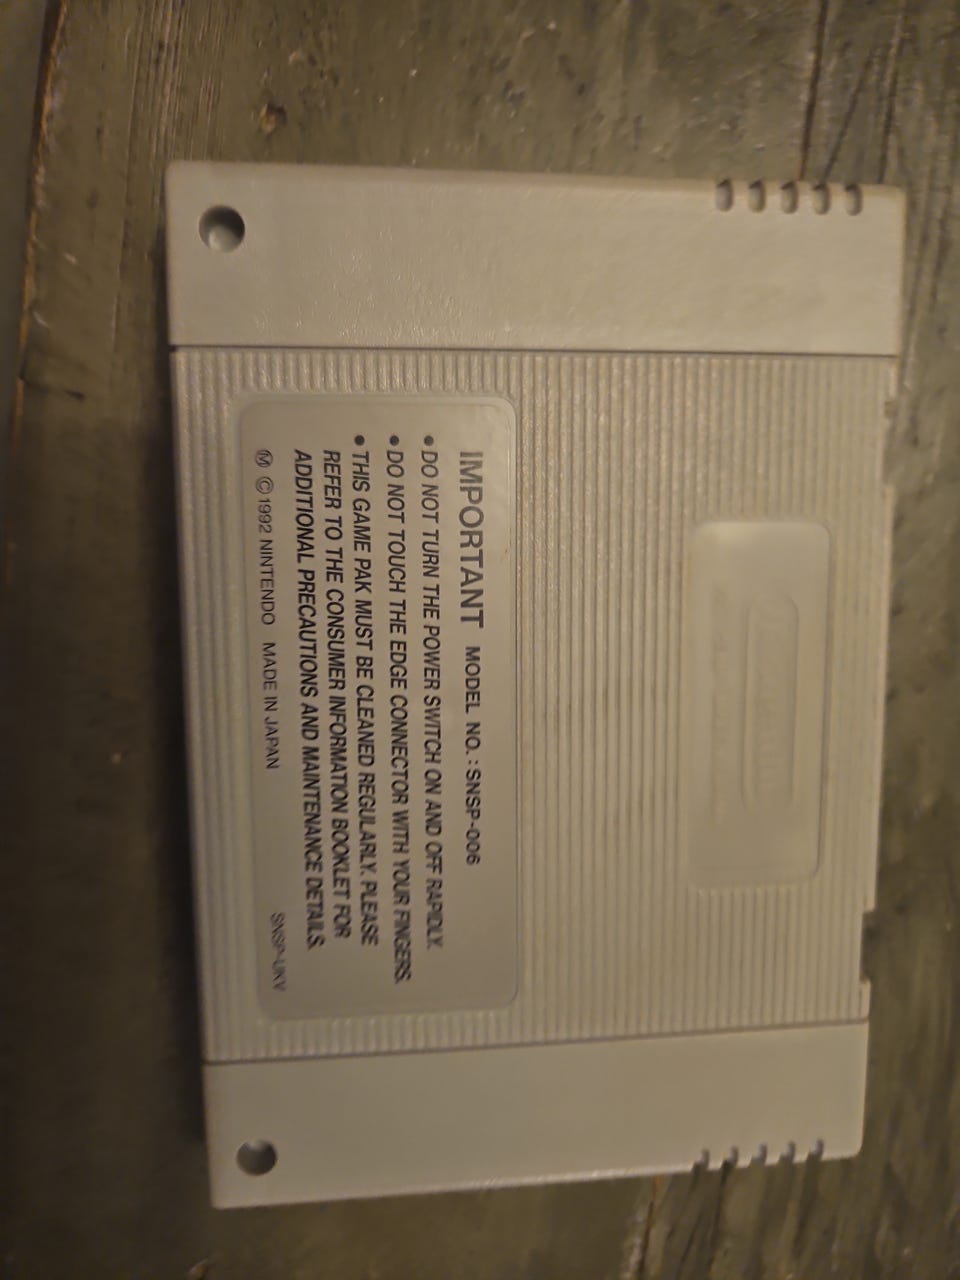 IMPORTANT MODEL NO. : SNSP-006
• DO NOT TURN THE POWER SWITCH ON AND OFF RAPIDLY.
• DO NOT TOUCH THE EDGE CONNECTOR WITH YOUR FINGERS.
• THIS GAME PAK MUST BE CLEANED REGULARLY. PLEASE
REFER TO THE CONSUMER INFORMATION BOOKLET FOR
ADDITIONAL PRECAUTIONS AND MAINTENANCE DETAILS.
Ⓜ ©1992 NINTENDO MADE IN JAPAN SNSP-UKV